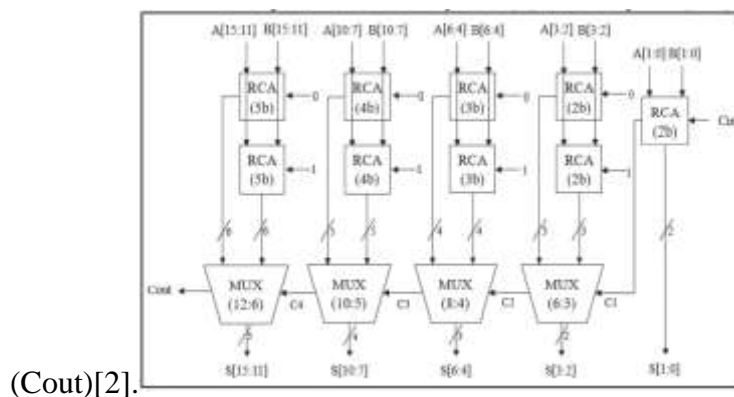 A[15:11] B[15:11] A[10:7] B[10:7] A[6:4] B[6:4] A[3:2] B[3:2]
A[1:0] B[1:0]
RCA (5b) 0 RCA (4b) 0 RCA (3b) 0 RCA (2b) 0
RCA (2b) Cin
RCA (5b) 1 RCA (4b) 1 RCA (3b) 1 RCA (2b) 1
6 6 5 5 4 4 3 3 2
Cout MUX (12:6) C4 MUX (10:5) C3 MUX (8:4) C2 MUX (6:3) C1
5 4 3 2
S[15:11] S[10:7] S[6:4] S[3:2] S[1:0]
(Cout)[2].